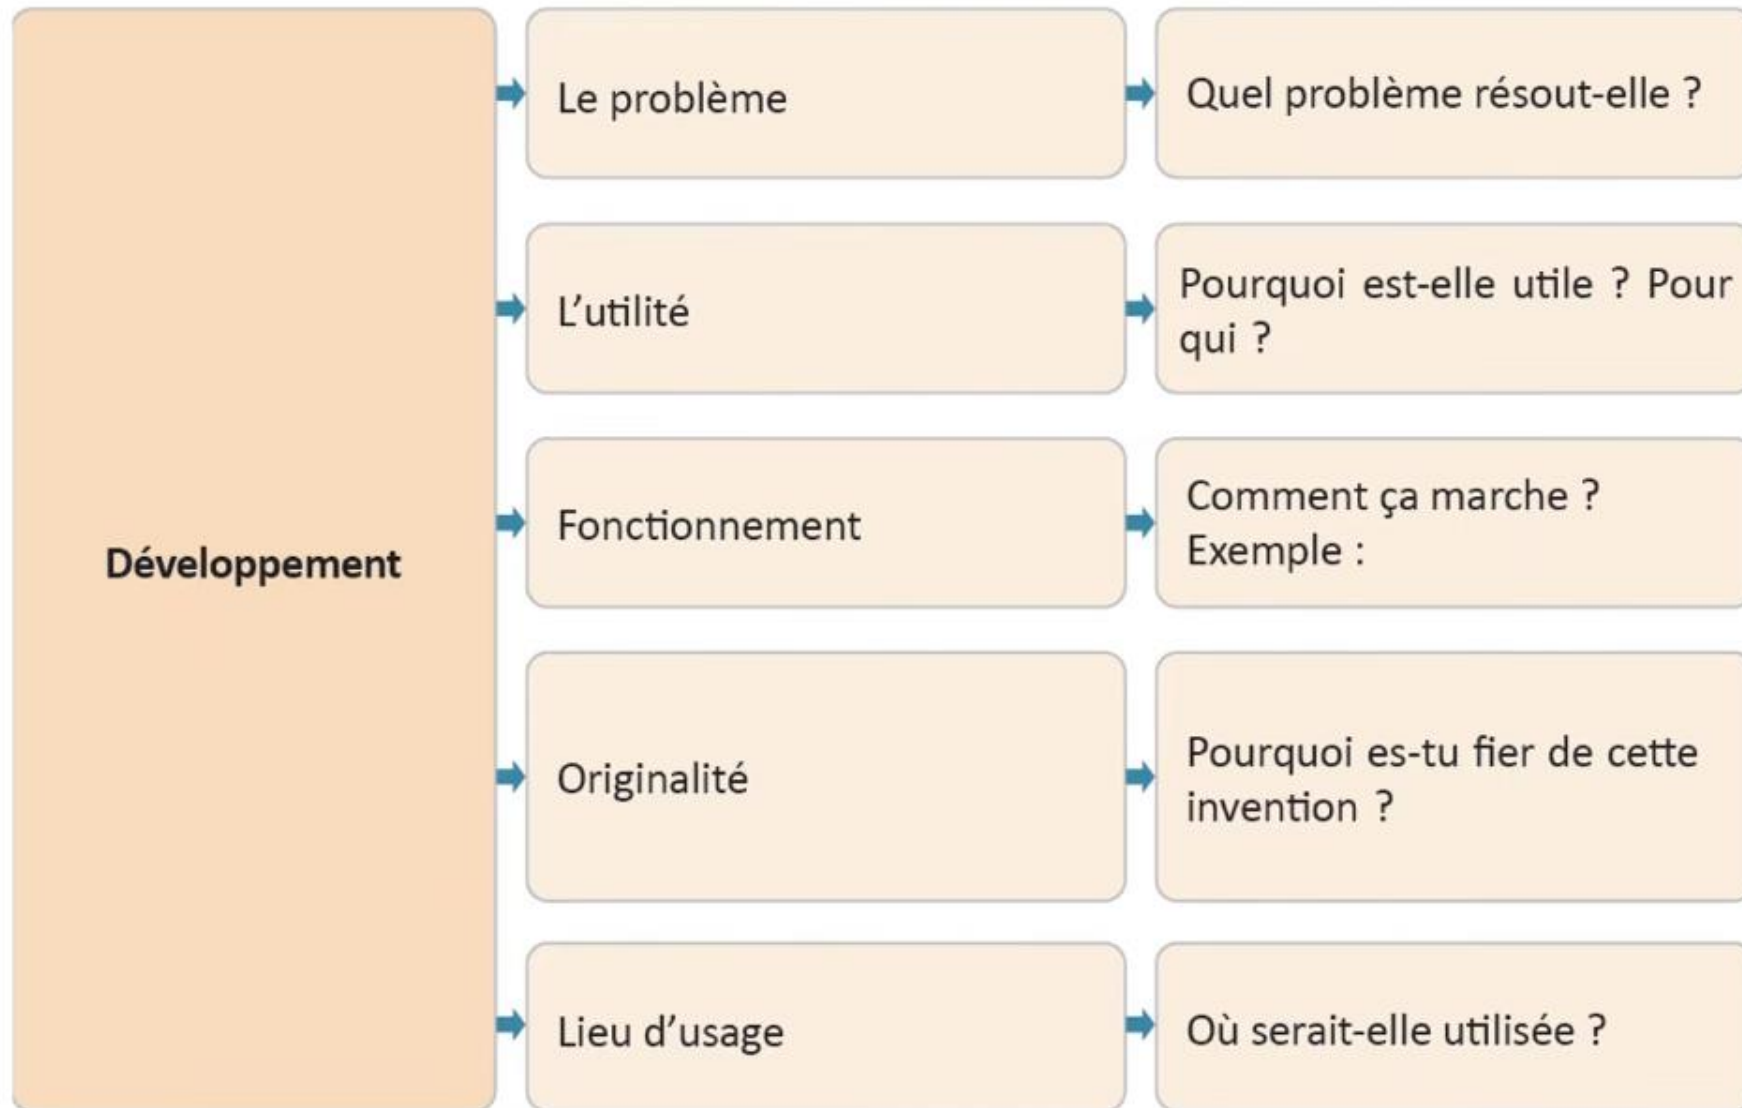 Développement
Le problème
Quel problème résout-elle ?
L'utilité
Pourquoi est-elle utile ? Pour
qui ?
Fonctionnement
Comment ça marche ?
Exemple :
Originalité
Pourquoi es-tu fier de cette
invention ?
Lieu d'usage
Où serait-elle utilisée ?